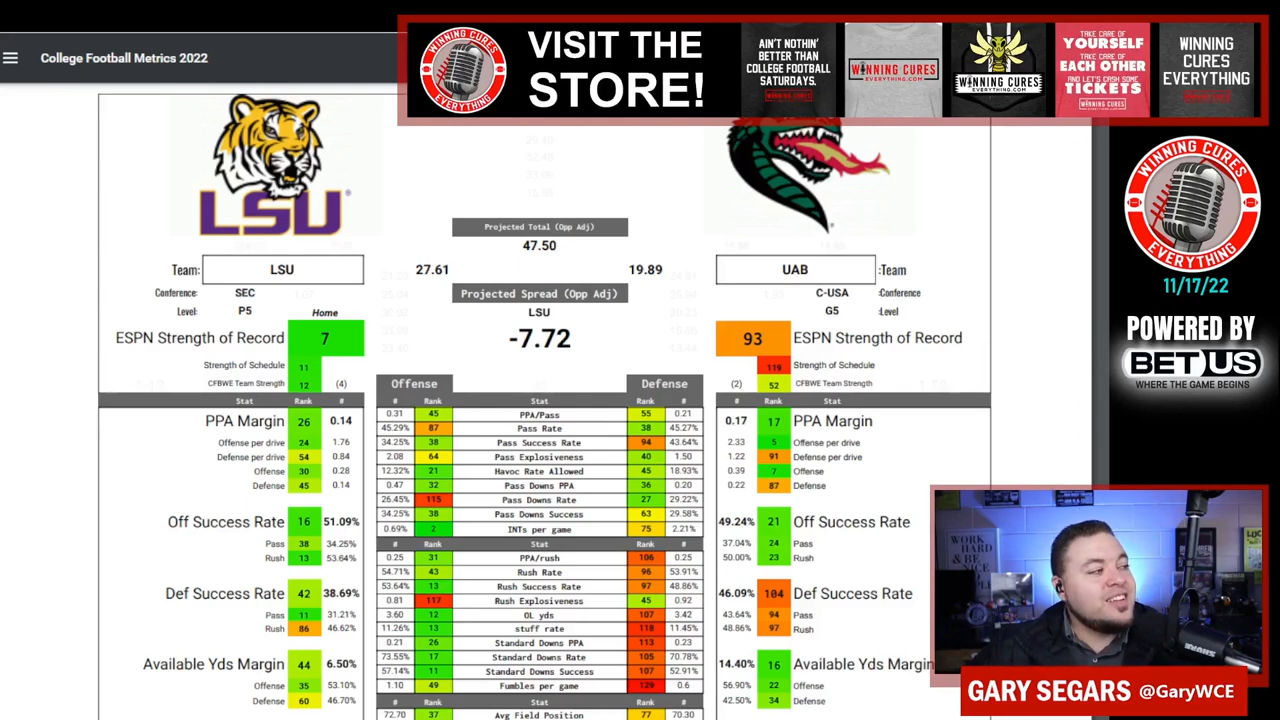 College Football Metrics 2022
WINNING CURES
EVERYTHING
VISIT THE
STORE!
AIN'T NOTHIN'
BETTER THAN
COLLEGE FOOTBALL
SATURDAYS.
WINNING CURES
EVERYTHING.COM
WINNING CURES
EVERYTHING.COM
TAKE CARE OF
YOURSELF
TAKE CARE OF
EACH OTHER
AND LET'S CASH SOME
TICKETS
WINNING
CURES
EVERYTHING
LSU
Projected Total (Opp Adj)
47.50
Team: LSU 27.61 19.89 UAB :Team
Conference: SEC Projected Spread (Opp Adj) C-USA :Conference
Level: P5 Home LSU G5 :Level
ESPN Strength of Record 7 -7.72 93 ESPN Strength of Record
Strength of Schedule 11 119 Strength of Schedule
CFBWE Team Strength 12 (4) Offense Defense (2) 52 CFBWE Team Strength
Stat Rank # # Rank Stat Rank # # Rank Stat
PPA Margin 26 0.14 0.17 17 PPA Margin
Offense per drive 24 1.76 2.33 5 Offense per drive
Defense per drive 54 0.84 1.22 91 Defense per drive
Offense 30 0.28 0.39 7 Offense
Defense 45 0.14 0.22 87 Defense
Off Success Rate 16 51.09% 49.24% 21 Off Success Rate
Pass 38 34.25% 37.04% 24 Pass
Rush 13 53.64% 50.00% 23 Rush
Def Success Rate 42 38.69% 46.09% 104 Def Success Rate
Pass 11 31.21% 43.64% 94 Pass
Rush 86 46.62% 48.86% 97 Rush
Available Yds Margin 44 6.50% 14.40% 16 Available Yds Margin
Offense 35 53.10% 56.90% 22 Offense
Defense 60 46.70% 42.50% 34 Defense
0.31 45 PPA/Pass 55 0.21
45.29% 87 Pass Rate 38 45.27%
34.25% 38 Pass Success Rate 94 43.64%
2.08 64 Pass Explosiveness 40 1.50
12.32% 21 Havoc Rate Allowed 45 18.93%
0.47 32 Pass Downs PPA 36 0.20
26.45% 115 Pass Downs Rate 27 29.22%
34.25% 38 Pass Downs Success 63 29.58%
0.69% 2 INTs per game 75 2.21%
# Rank Stat Rank #
0.25 31 PPA/rush 106 0.25
54.71% 43 Rush Rate 96 53.91%
53.64% 13 Rush Success Rate 97 48.86%
0.81 117 Rush Explosiveness 45 0.92
3.60 12 OL yds 107 3.42
11.26% 13 stuff rate 118 11.45%
0.21 26 Standard Downs PPA 113 0.23
73.55% 17 Standard Downs Rate 105 70.78%
57.14% 11 Standard Downs Success 107 52.91%
1.10 49 Fumbles per game 129 0.6
# Rank Stat Rank #
72.70 37 Avg Field Position 77 70.30
WINNING CURES
EVERYTHING
11/17/22
POWERED BY
BETUS
WHERE THE GAME BEGINS
WORK
HARD
GARY SEGARS @GaryWCE